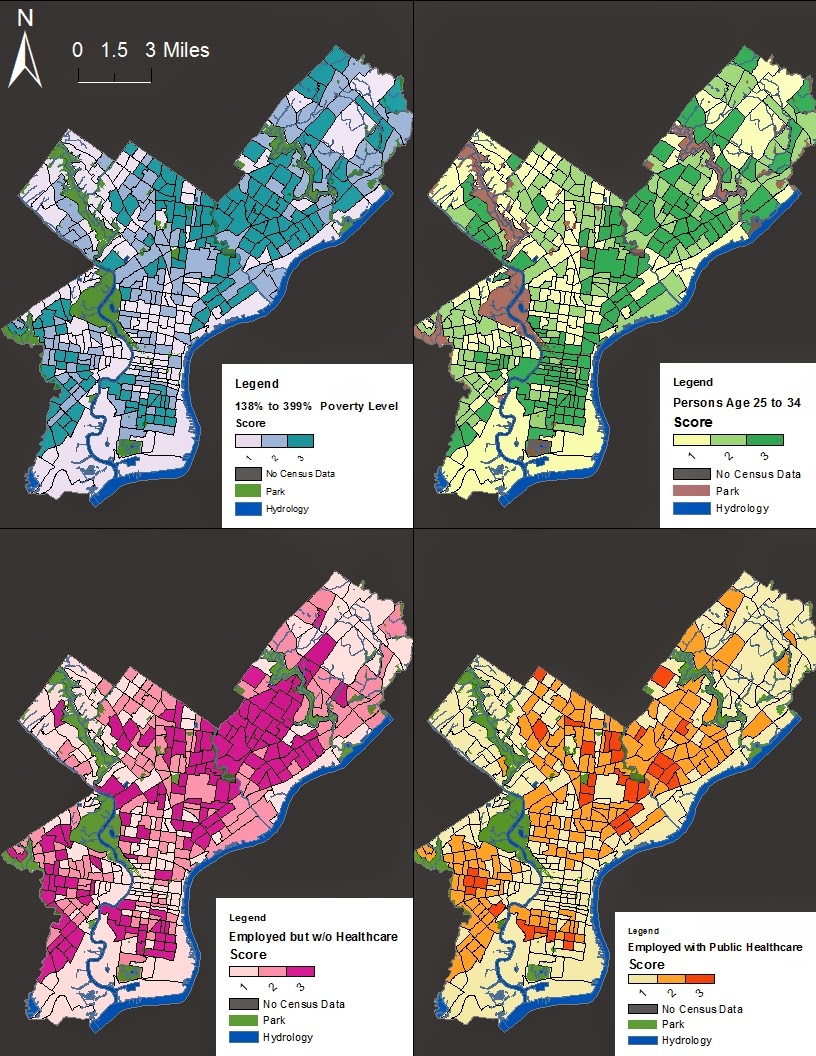 N
0 1.5 3 Miles
Legend
138% to 399% Poverty Level
Score
1 2 3
No Census Data
Park
Hydrology
Legend
Persons Age 25 to 34
Score
1 2 3
No Census Data
Park
Hydrology
Legend
Employed but w/o Healthcare
Score
1 2 3
No Census Data
Park
Hydrology
Legend
Employed with Public Healthcare
Score
1 2 3
No Census Data
Park
Hydrology